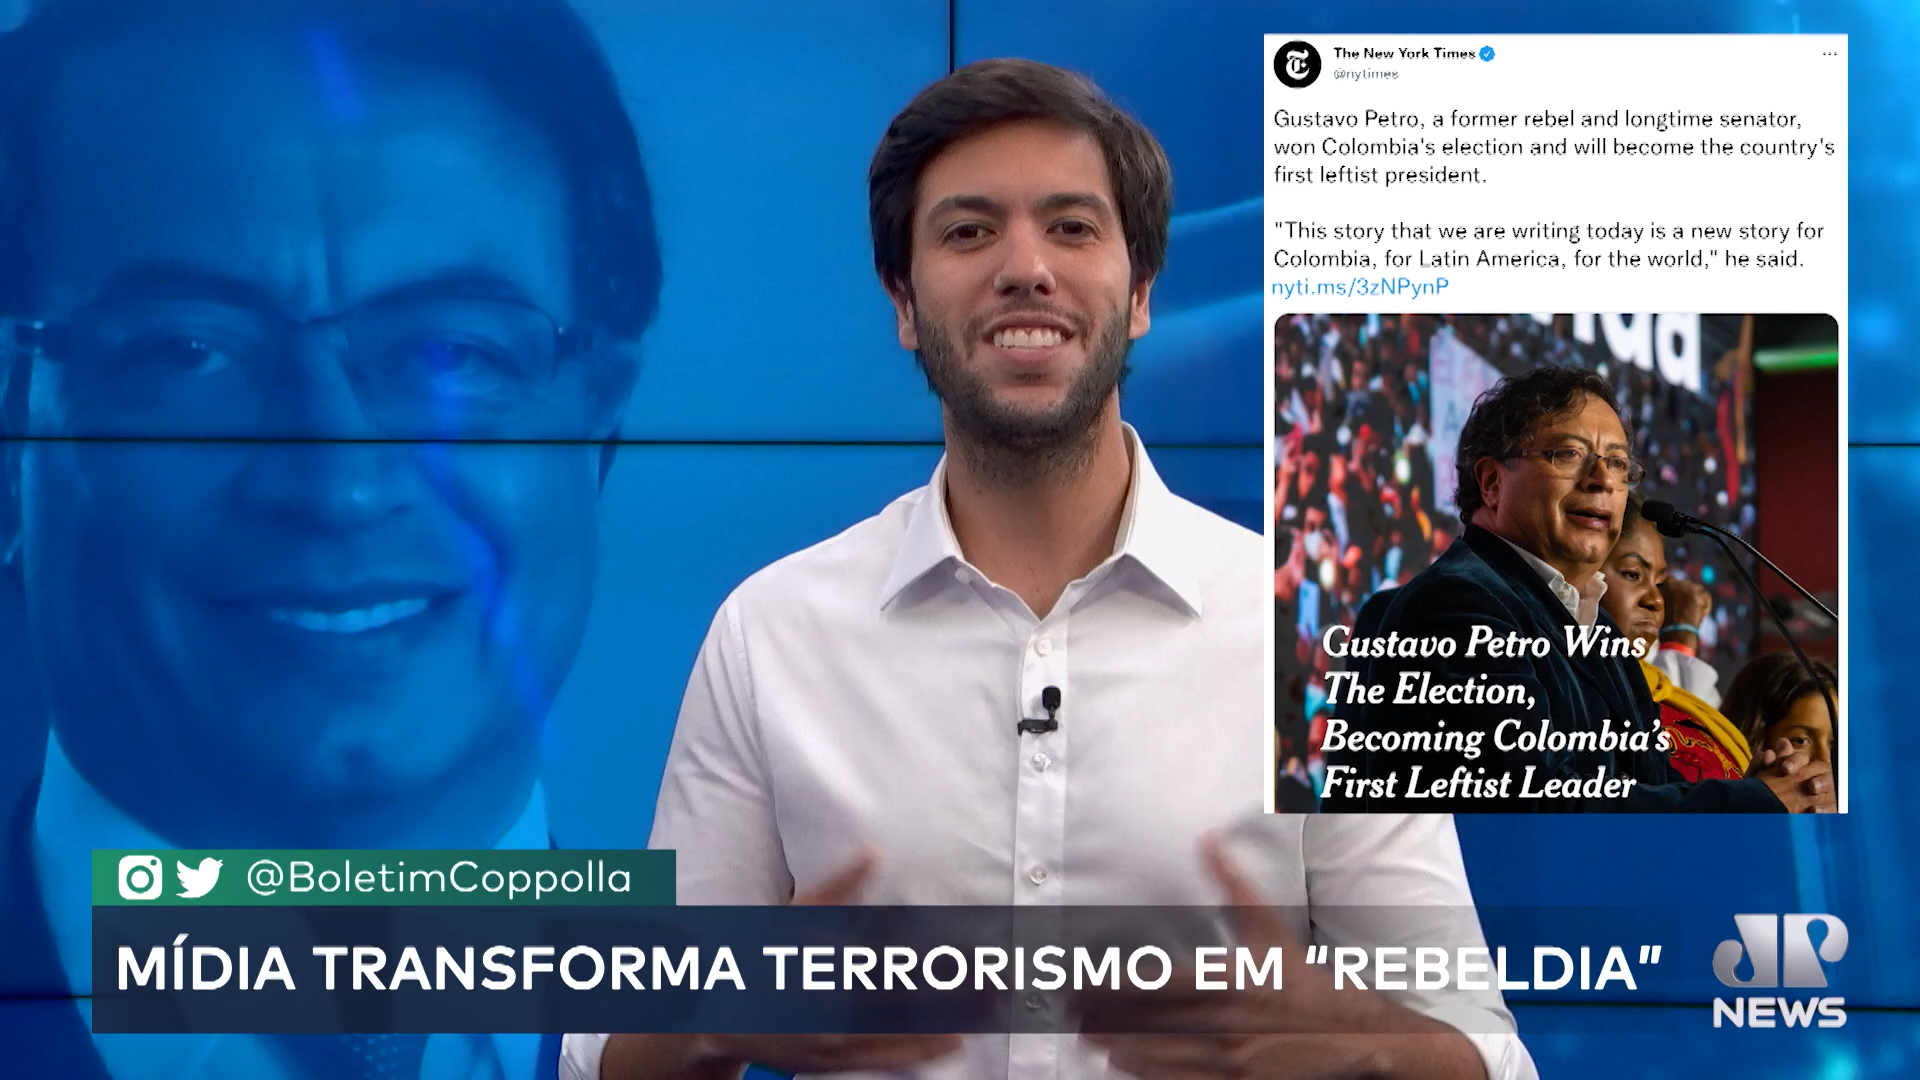 The New York Times
@nytimes
Gustavo Petro, a former rebel and longtime senator,
won Colombia's election and will become the country's
first leftist president.
"This story that we are writing today is a new story for
Colombia, for Latin America, for the world," he said.
nyti.ms/3zNPynP
Gustavo Petro Wins
The Election,
Becoming Colombia's
First Leftist Leader
@BoletimCoppolla
MÍDIA TRANSFORMA TERRORISMO EM “REBELDIA”
JP
NEWS